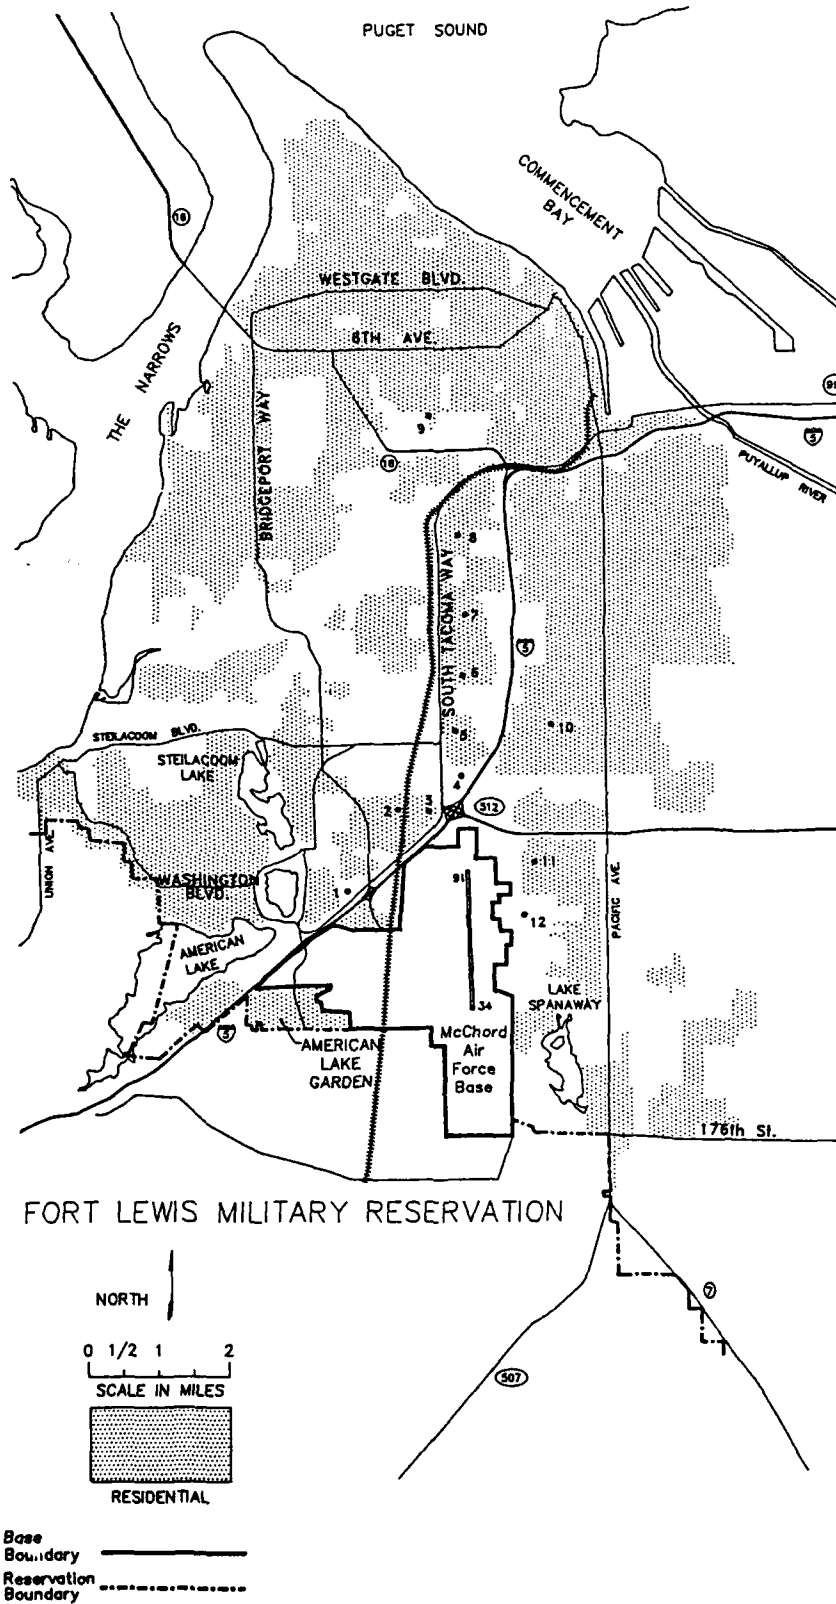 PUGET SOUND
COMMENCEMENT
BAY
16
WESTGATE BLVD.
6TH AVE.
THE NARROWS
BRIDGEPORT WAY
9
16
5
PUYALLUP RIVER
8
SOUTH TACOMA WAY
7
5
6
10
5
STEILACOOM BLVD.
STEILACOOM
LAKE
4
2
3
512
UNION AVE.
WASHINGTON
BLVD.
1
11
16
12
PACIFIC AVE.
AMERICAN
LAKE
34
LAKE
SPANAWAY
5
AMERICAN
LAKE
GARDEN
McChord
Air
Force
Base
176th St.
FORT LEWIS MILITARY RESERVATION
NORTH
7
0 1/2 1 2
SCALE IN MILES
507
RESIDENTIAL
Base
Boundary
Reservation
Boundary